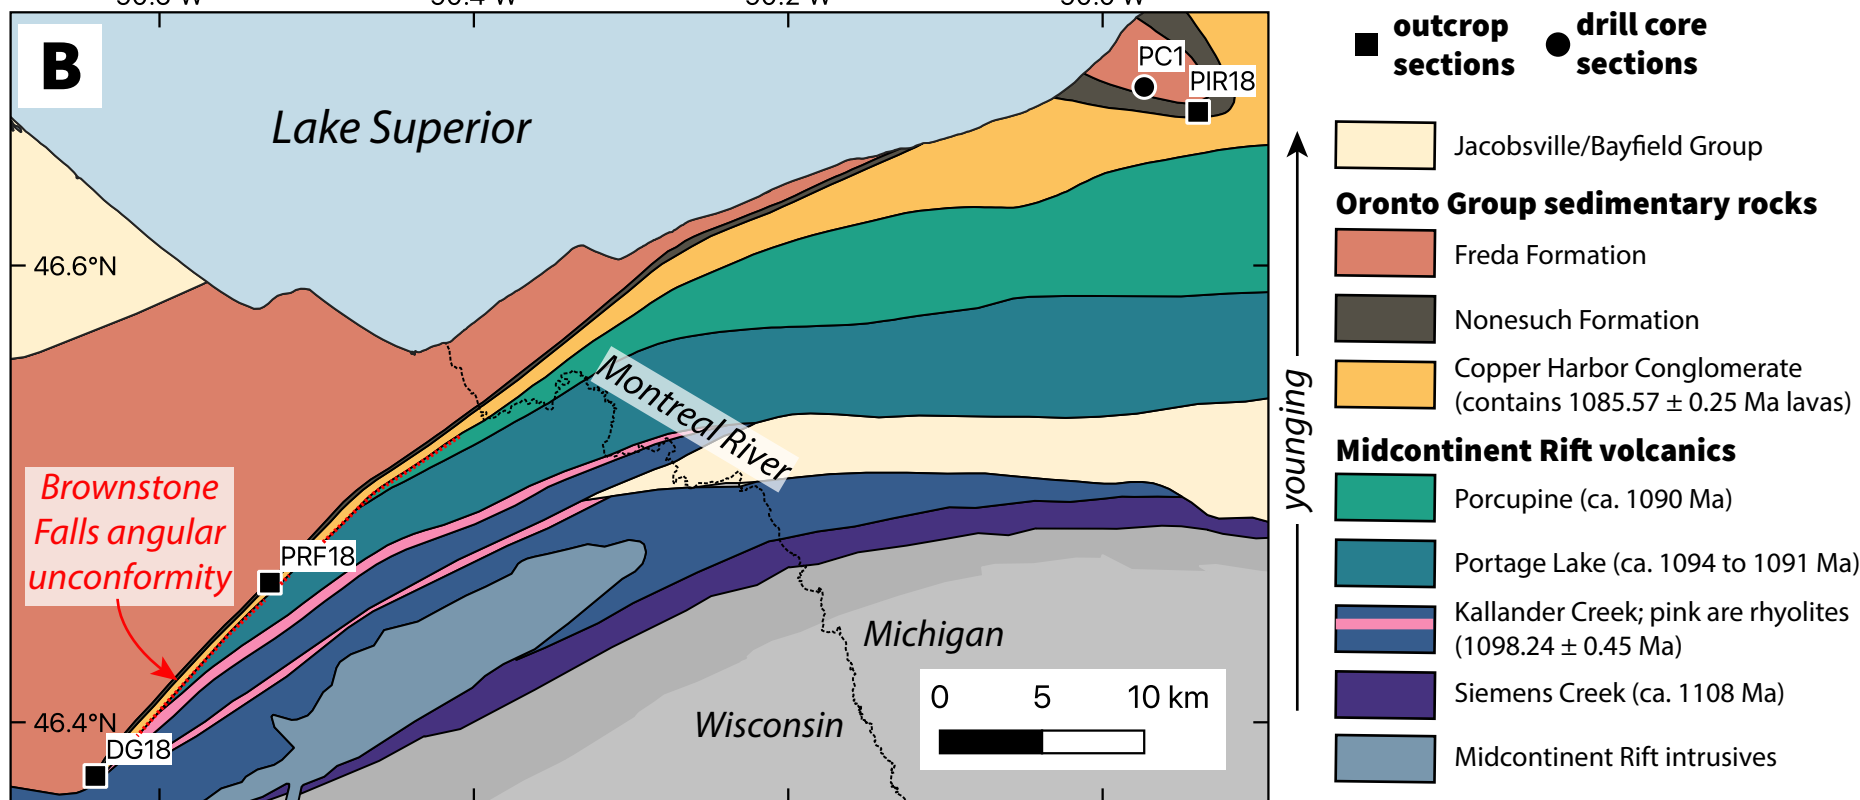 B
Lake Superior
PC1
PIR18
46.6°N
Montreal River
Brownstone
Falls angular
unconformity
PRF18
46.4°N
DG18
Michigan
Wisconsin
0 5 10 km
outcrop
sections
drill core
sections
younging
Jacobsville/Bayfield Group
Oronto Group sedimentary rocks
Freda Formation
Nonesuch Formation
Copper Harbor Conglomerate
(contains 1085.57 ± 0.25 Ma lavas)
Midcontinent Rift volcanics
Porcupine (ca. 1090 Ma)
Portage Lake (ca. 1094 to 1091 Ma)
Kallander Creek; pink are rhyolites
(1098.24 ± 0.45 Ma)
Siemens Creek (ca. 1108 Ma)
Midcontinent Rift intrusives